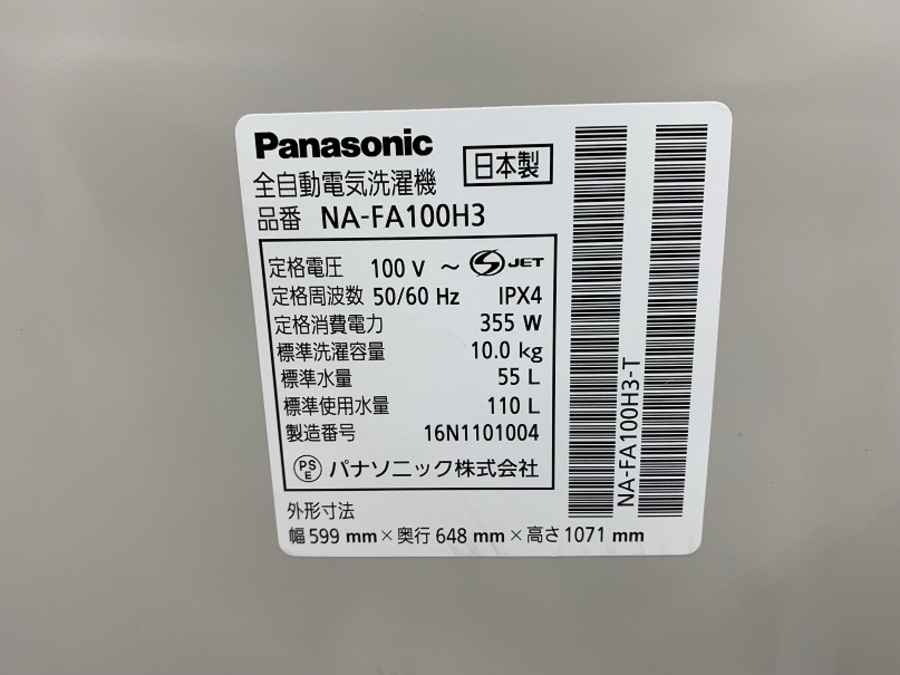 Panasonic
日本製
全自動電気洗濯機
品番 NA-FA100H3
定格電圧 100 V ～ S JET
定格周波数 50/60 Hz IPX4
定格消費電力 355 W
標準洗濯容量 10.0 kg
標準水量 55 L
標準使用水量 110 L
製造番号 16N1101004
PSE パナソニック株式会社
外形寸法
幅 599 mm×奥行 648 mm×高さ 1071 mm
NA-FA100H3-T